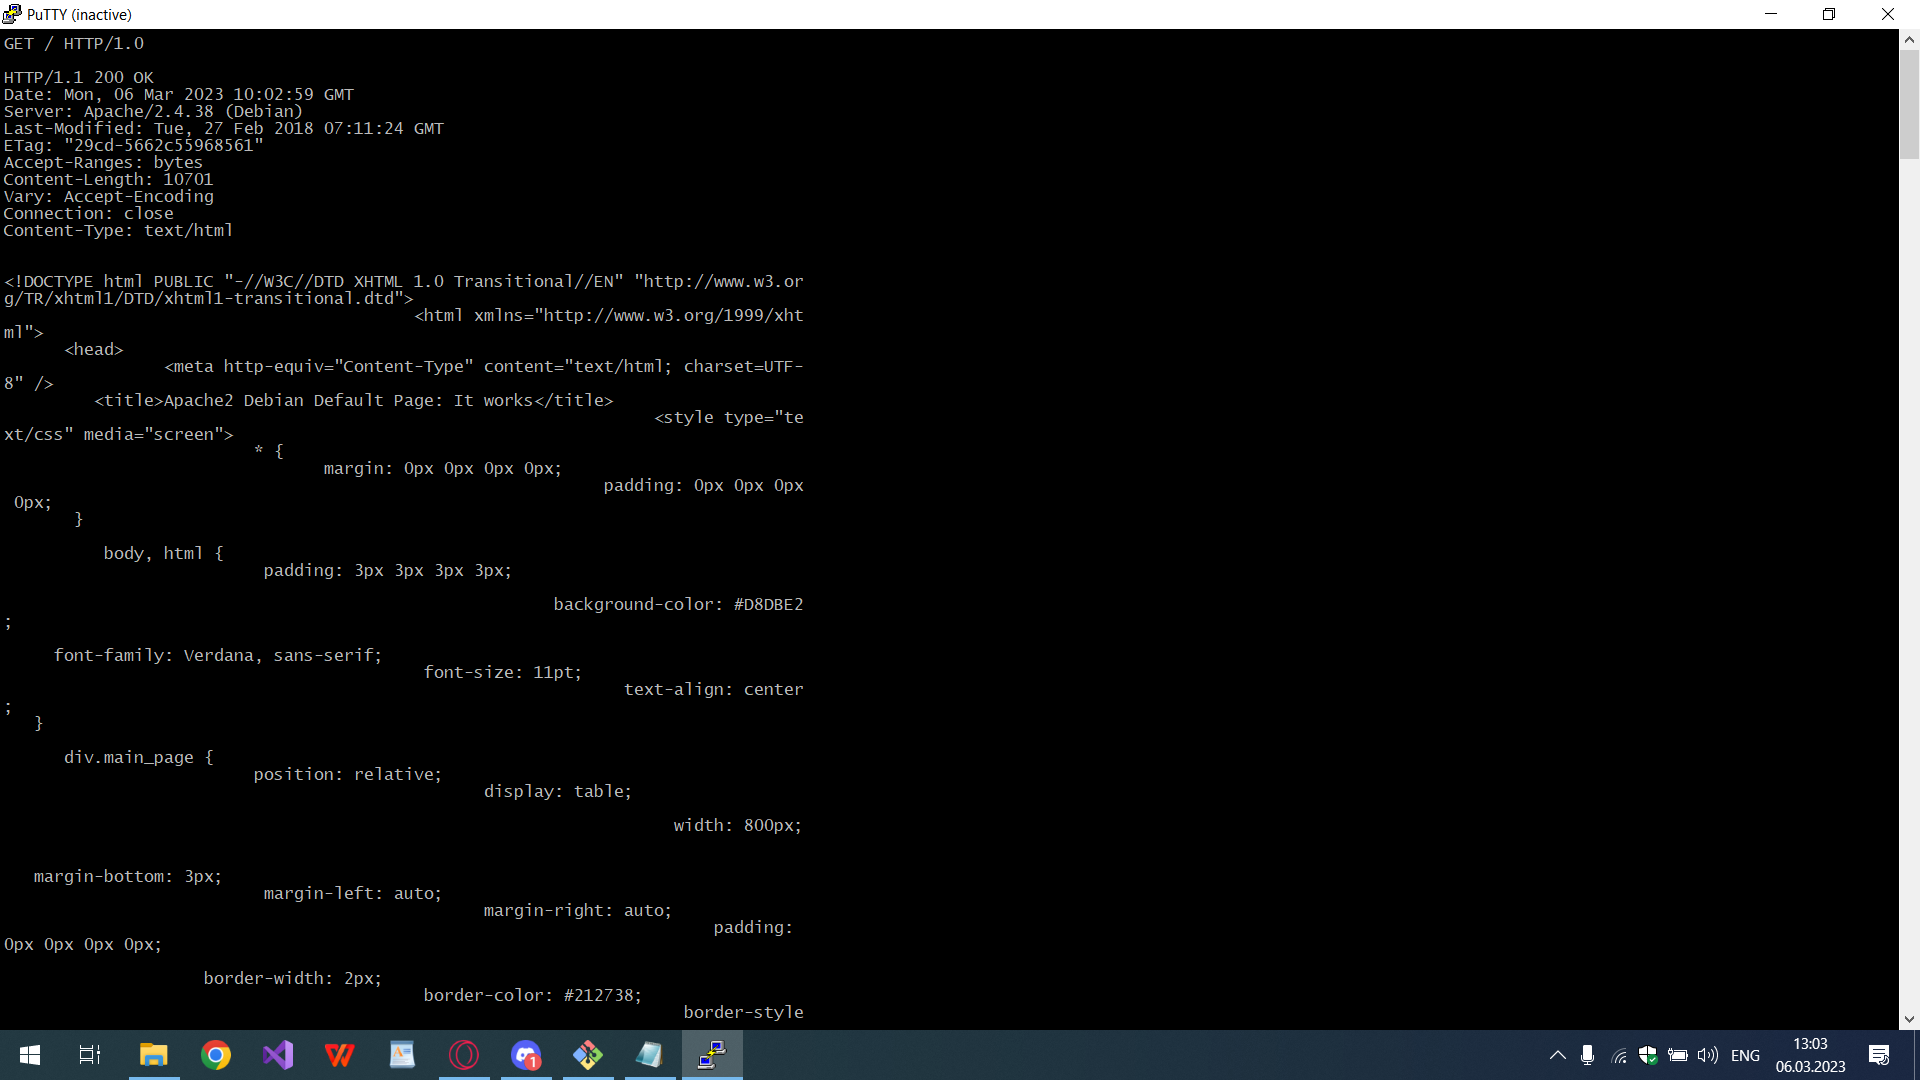 PuTTY (inactive)
GET / HTTP/1.0
HTTP/1.1 200 OK
Date: Mon, 06 Mar 2023 10:02:59 GMT
Server: Apache/2.4.38 (Debian)
Last-Modified: Tue, 27 Feb 2018 07:11:24 GMT
ETag: "29cd-5662c55968561"
Accept-Ranges: bytes
Content-Length: 10701
Vary: Accept-Encoding
Connection: close
Content-Type: text/html
<!DOCTYPE html PUBLIC "-//W3C//DTD XHTML 1.0 Transitional//EN" "http://www.w3.or
g/TR/xhtml1/DTD/xhtml1-transitional.dtd">
<html xmlns="http://www.w3.org/1999/xht
ml">
<head>
<meta http-equiv="Content-Type" content="text/html; charset=UTF-
8" />
<title>Apache2 Debian Default Page: It works</title>
<style type="te
xt/css" media="screen">
* {
margin: 0px 0px 0px 0px;
padding: 0px 0px 0px
0px;
}
body, html {
padding: 3px 3px 3px 3px;
background-color: #D8DBE2
;
font-family: Verdana, sans-serif;
font-size: 11pt;
text-align: center
;
}
div.main_page {
position: relative;
display: table;
width: 800px;
margin-bottom: 3px;
margin-left: auto;
margin-right: auto;
padding:
0px 0px 0px 0px;
border-width: 2px;
border-color: #212738;
border-style
1
ENG
13:03
06.03.2023